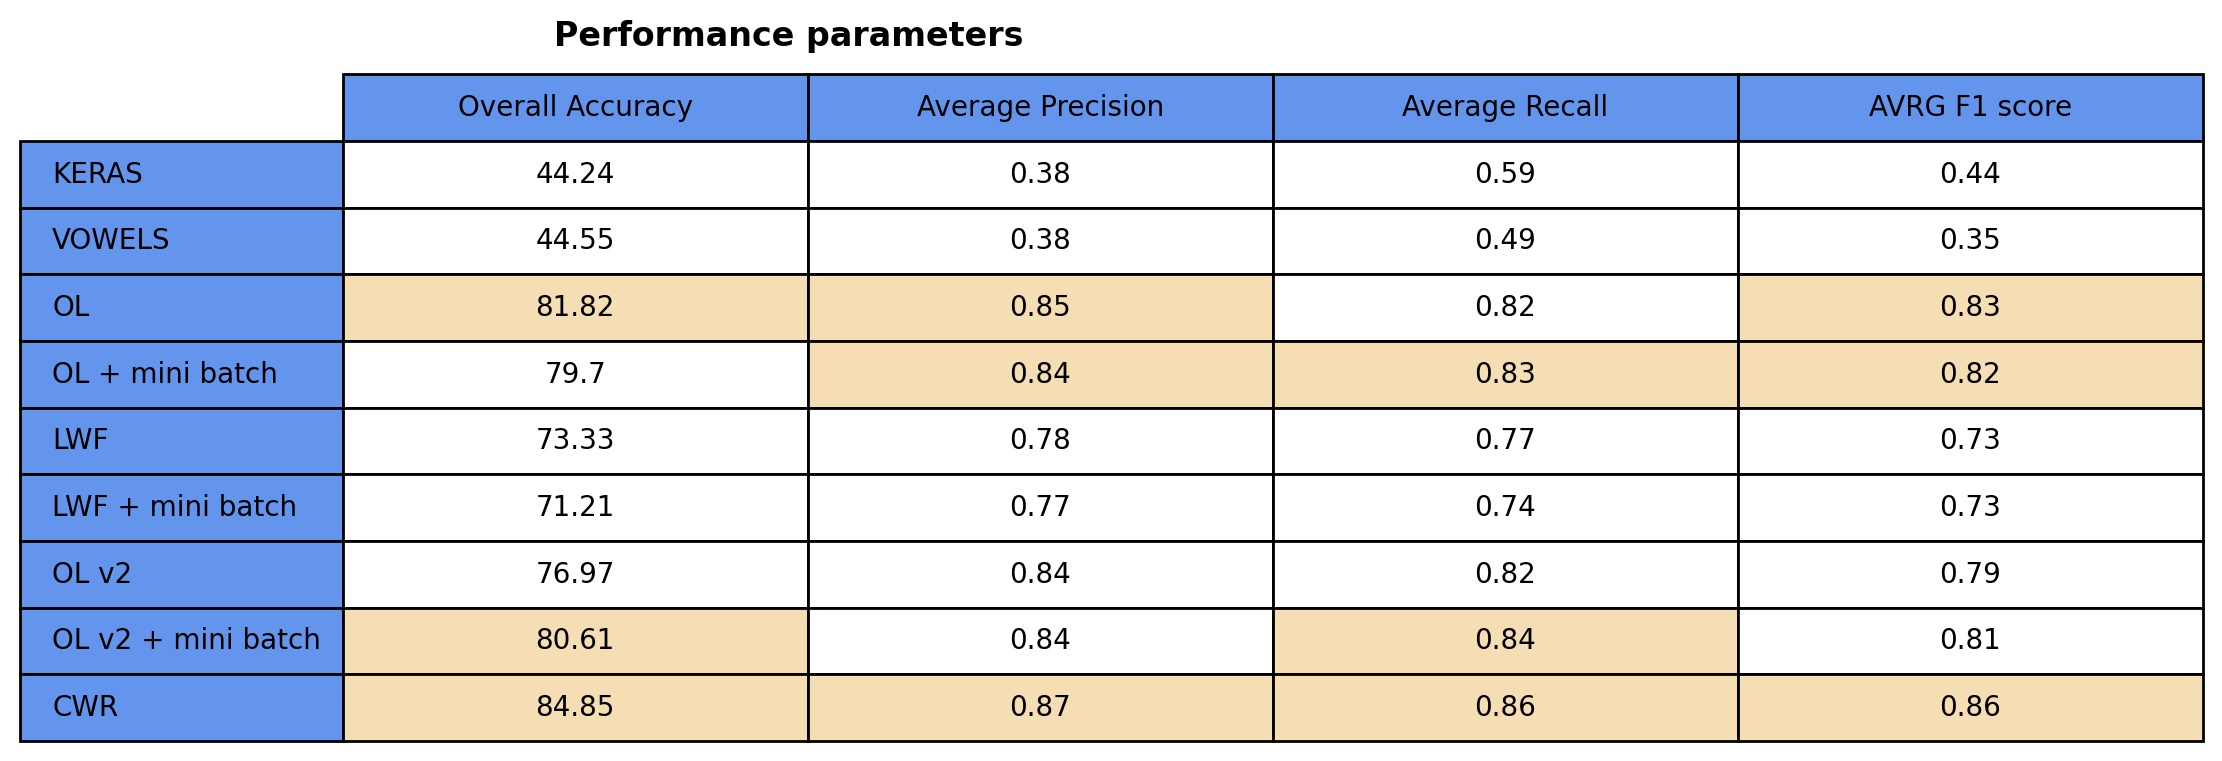 Performance parameters
Overall Accuracy Average Precision Average Recall AVRG F1 score
KERAS 44.24 0.38 0.59 0.44
VOWELS 44.55 0.38 0.49 0.35
OL 81.82 0.85 0.82 0.83
OL + mini batch 79.7 0.84 0.83 0.82
LWF 73.33 0.78 0.77 0.73
LWF + mini batch 71.21 0.77 0.74 0.73
OL v2 76.97 0.84 0.82 0.79
OL v2 + mini batch 80.61 0.84 0.84 0.81
CWR 84.85 0.87 0.86 0.86